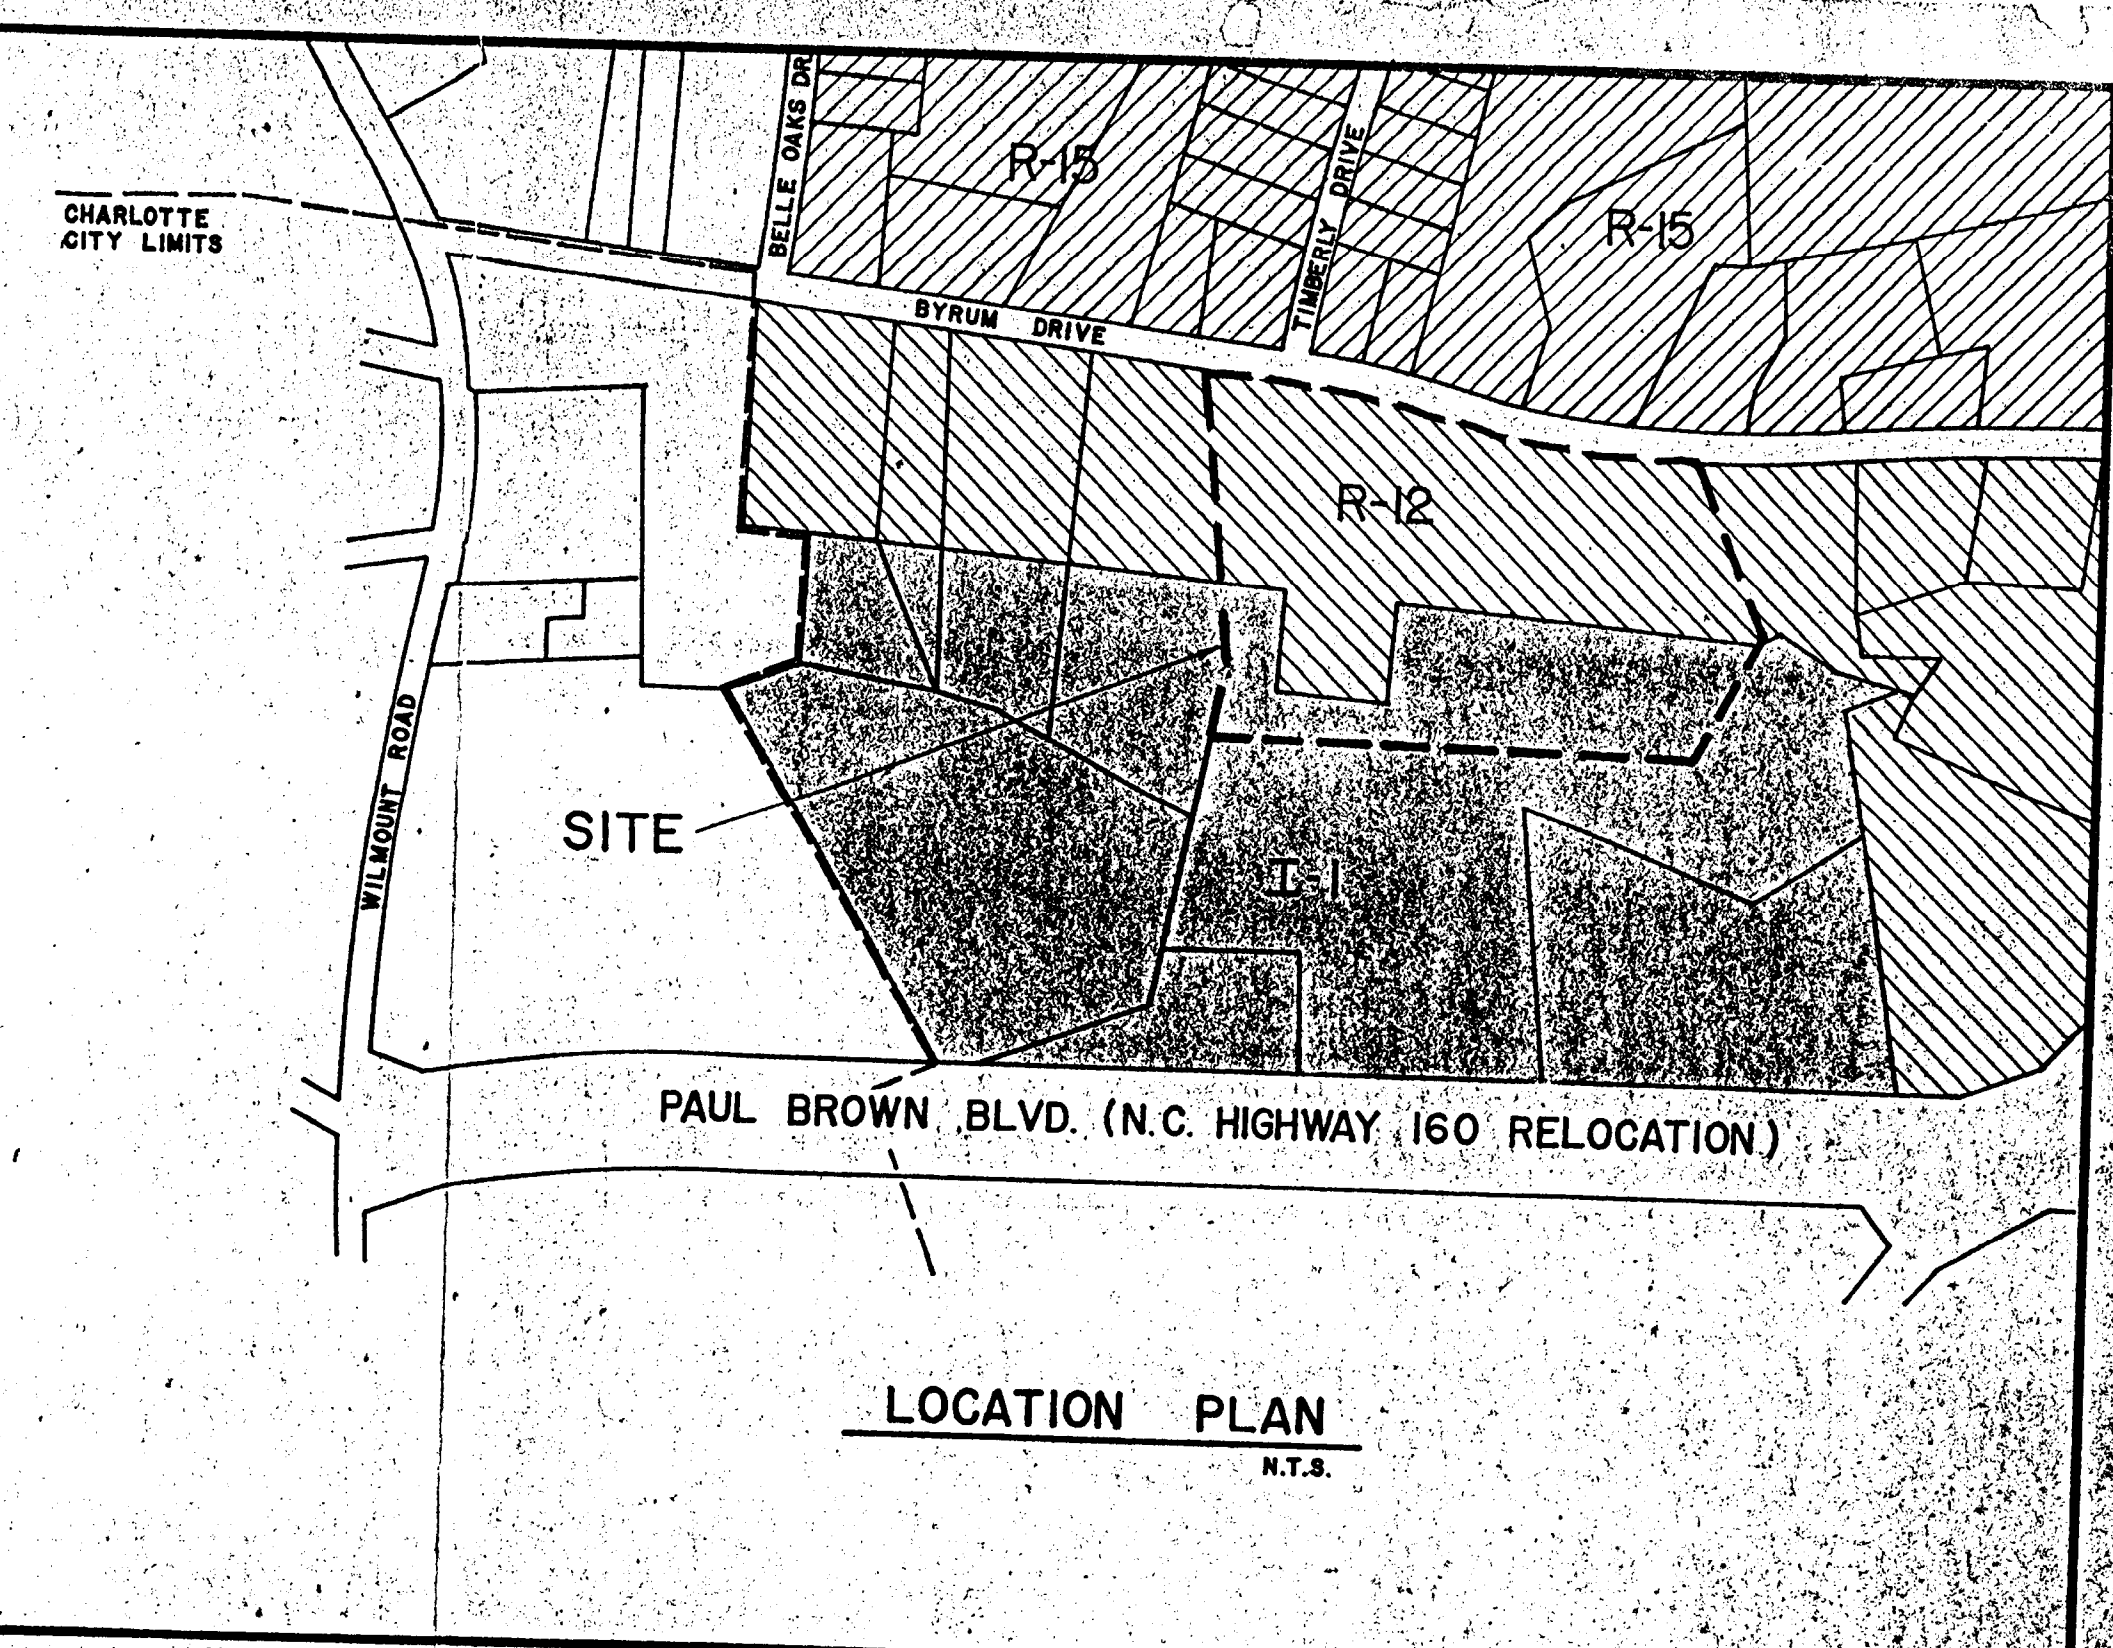 BELLE OAKS DR.
R-15
TIMBERLY DRIVE
R-15
CHARLOTTE
CITY LIMITS
BYRUM DRIVE
R-12
WILMOUNT ROAD
SITE
I-1
PAUL BROWN BLVD. (N.C. HIGHWAY 160 RELOCATION)
LOCATION PLAN
N.T.S.